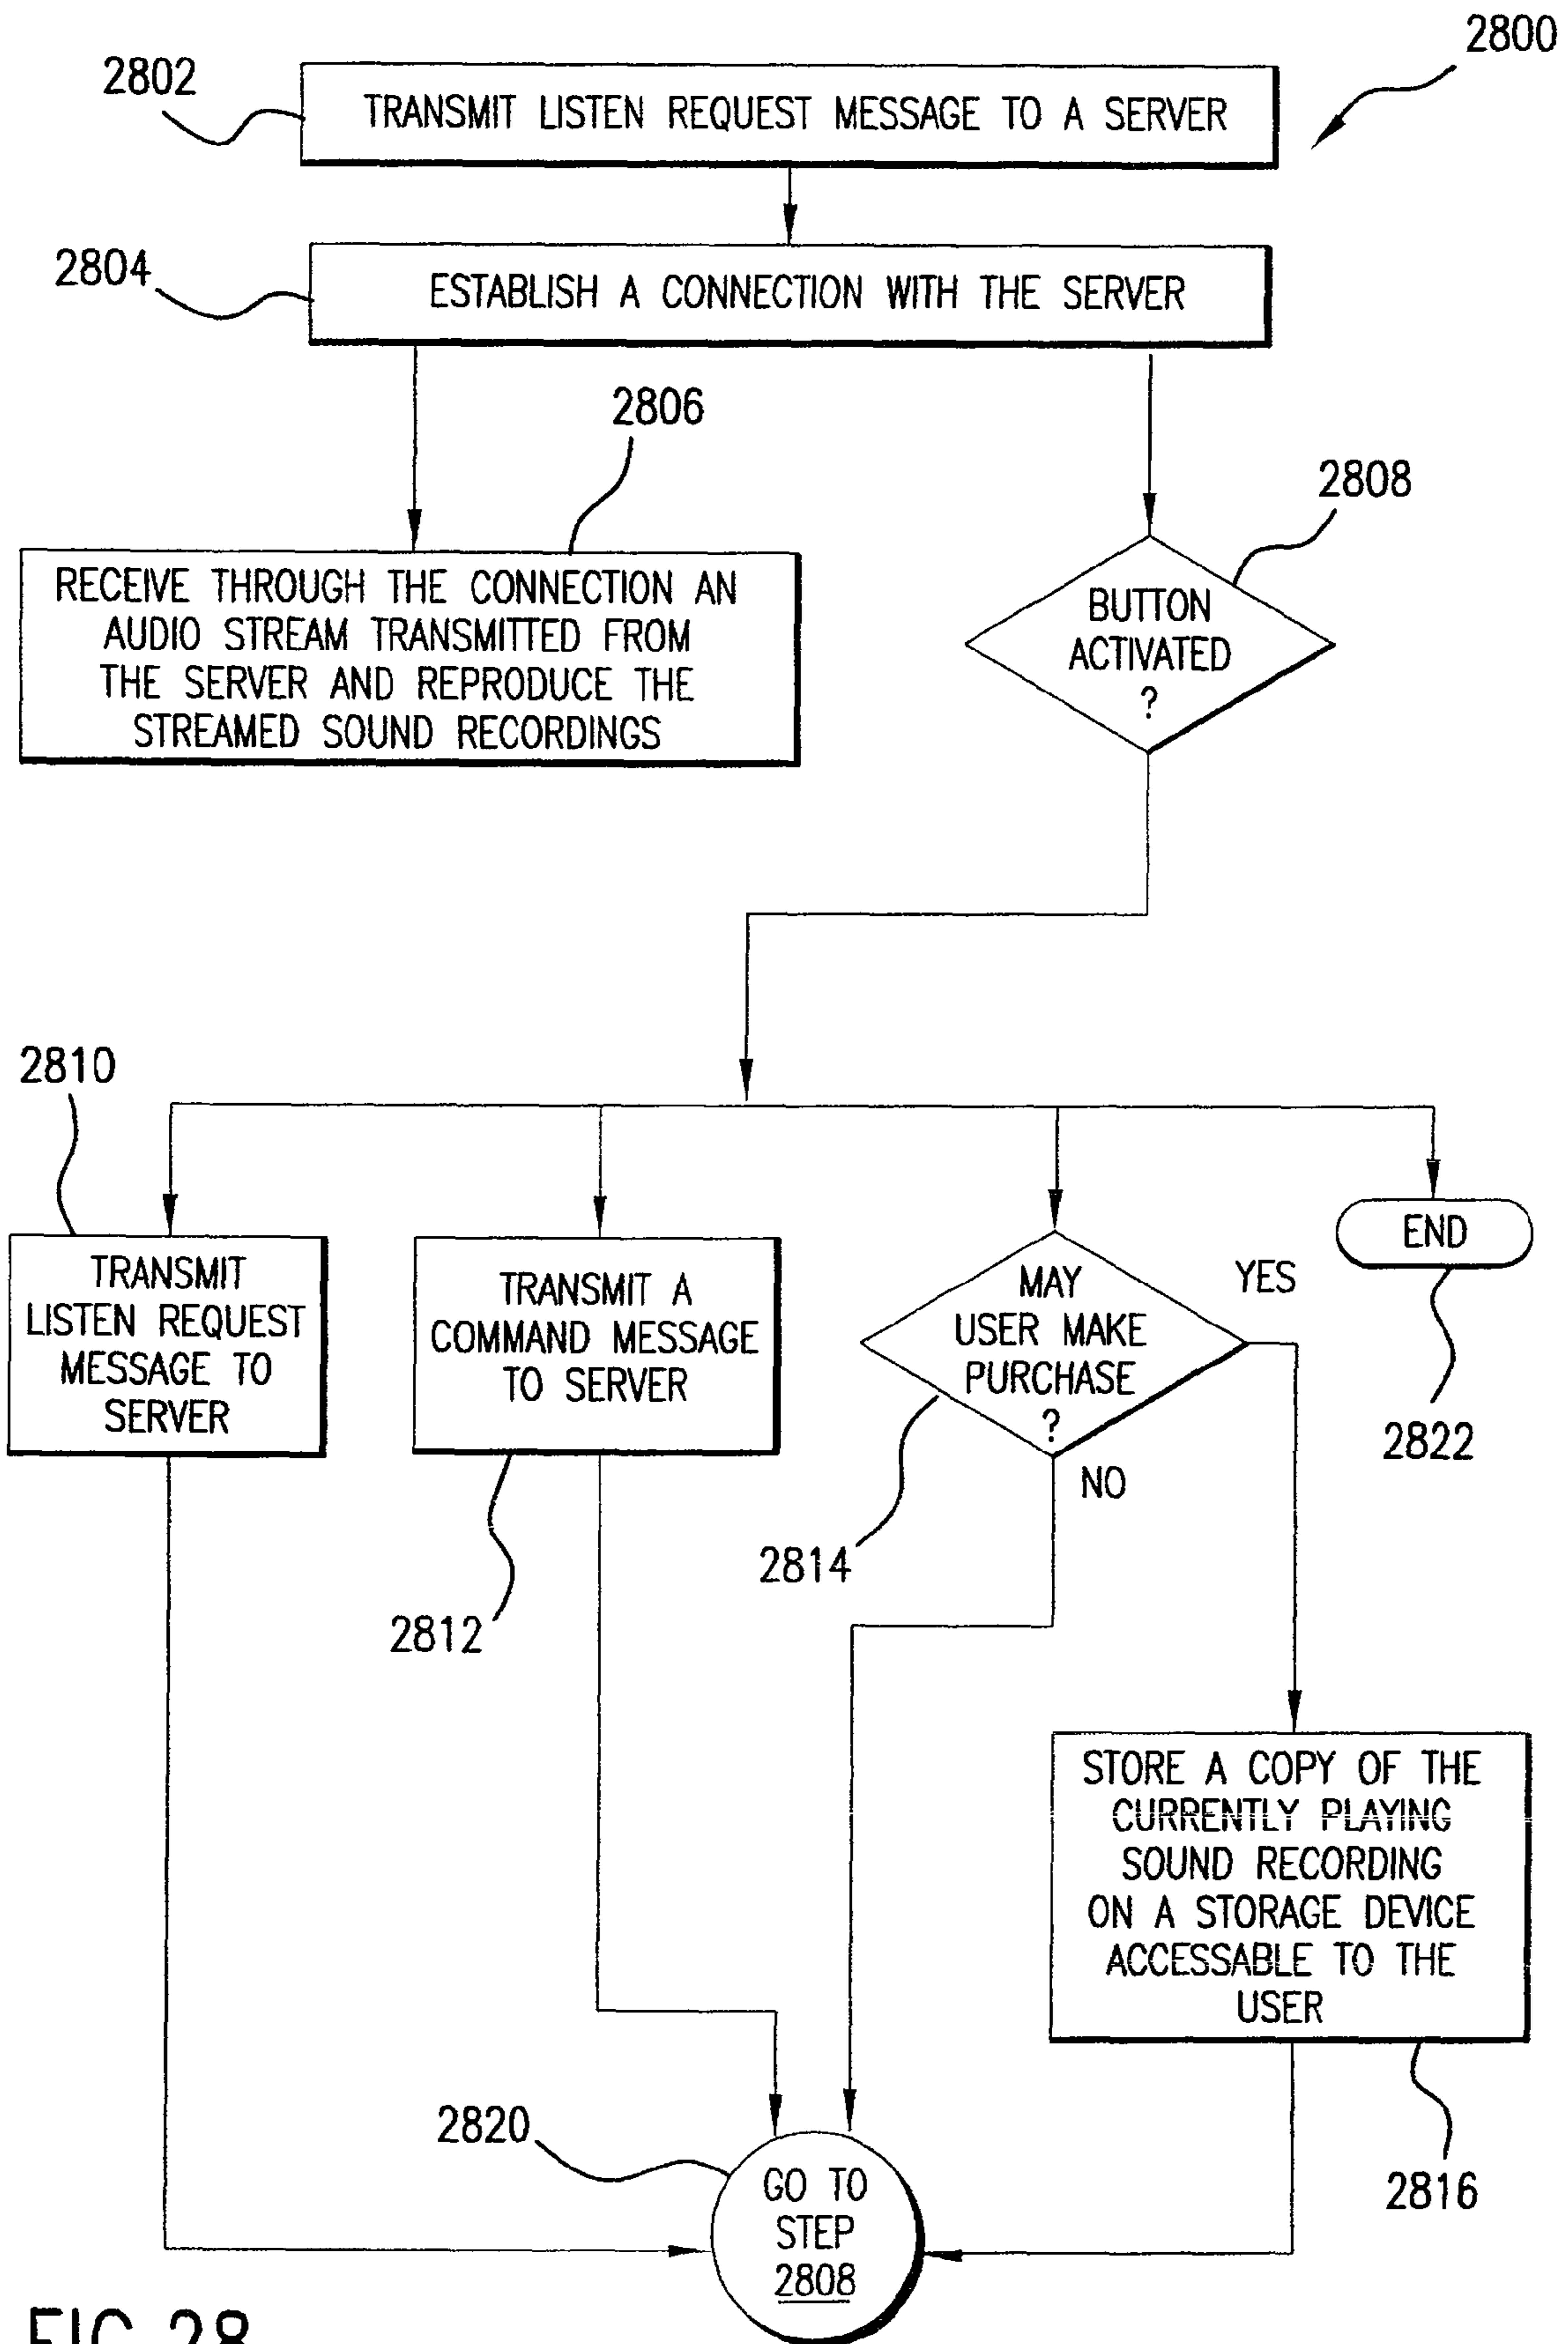 2800
2802
TRANSMIT LISTEN REQUEST MESSAGE TO A SERVER
2804
ESTABLISH A CONNECTION WITH THE SERVER
2806
2808
RECEIVE THROUGH THE CONNECTION AN
AUDIO STREAM TRANSMITTED FROM
THE SERVER AND REPRODUCE THE
STREAMED SOUND RECORDINGS
BUTTON
ACTIVATED
?
2810
TRANSMIT
LISTEN REQUEST
MESSAGE TO
SERVER
TRANSMIT A
COMMAND MESSAGE
TO SERVER
2812
MAY
USER MAKE
PURCHASE
?
YES
NO
2814
END
2822
STORE A COPY OF THE
CURRENTLY PLAYING
SOUND RECORDING
ON A STORAGE DEVICE
ACCESSABLE TO THE
USER
2816
2820
GO TO
STEP
2808
FIG.28